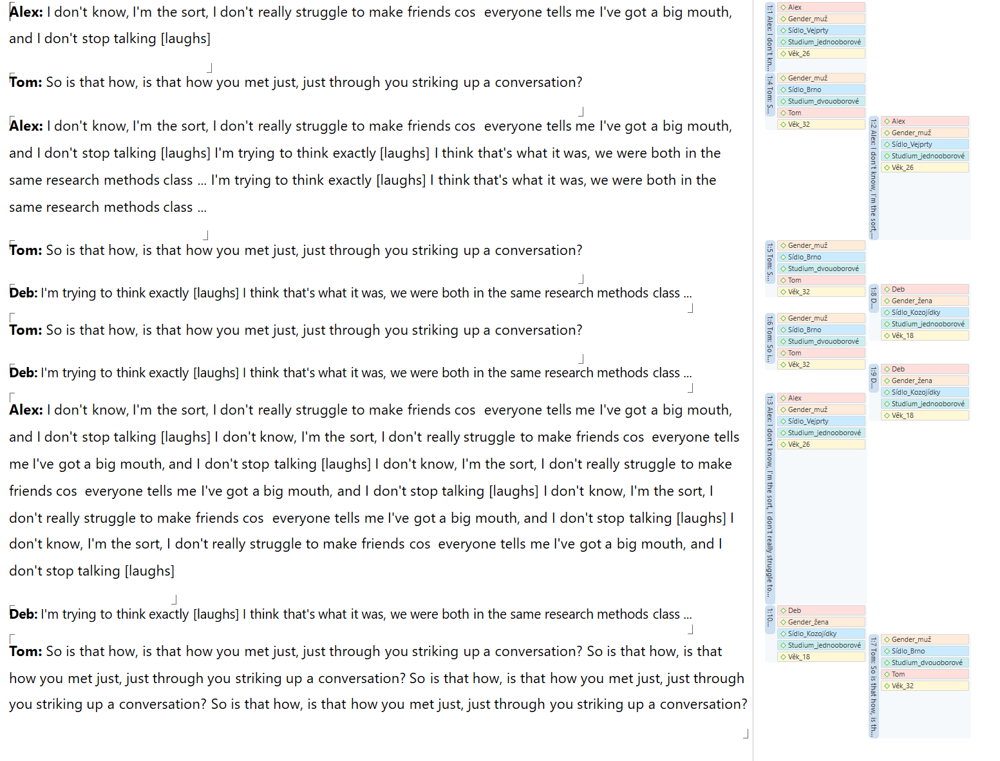 Alex: I don't know, I'm the sort, I don't really struggle to make friends cos  everyone tells me I've got a big mouth,
and I don't stop talking [laughs]
Tom: So is that how, is that how you met just, just through you striking up a conversation?
Alex: I don't know, I'm the sort, I don't really struggle to make friends cos  everyone tells me I've got a big mouth,
and I don't stop talking [laughs] I'm trying to think exactly [laughs] I think that's what it was, we were both in the
same research methods class ... I'm trying to think exactly [laughs] I think that's what it was, we were both in the
same research methods class ...
Tom: So is that how, is that how you met just, just through you striking up a conversation?
Deb: I'm trying to think exactly [laughs] I think that's what it was, we were both in the same research methods class ...
Tom: So is that how, is that how you met just, just through you striking up a conversation?
Deb: I'm trying to think exactly [laughs] I think that's what it was, we were both in the same research methods class ...
Alex: I don't know, I'm the sort, I don't really struggle to make friends cos  everyone tells me I've got a big mouth,
and I don't stop talking [laughs] I don't know, I'm the sort, I don't really struggle to make friends cos  everyone tells
me I've got a big mouth, and I don't stop talking [laughs] I don't know, I'm the sort, I don't really struggle to make
friends cos  everyone tells me I've got a big mouth, and I don't stop talking [laughs] I don't know, I'm the sort, I
don't really struggle to make friends cos  everyone tells me I've got a big mouth, and I don't stop talking [laughs] I
don't know, I'm the sort, I don't really struggle to make friends cos  everyone tells me I've got a big mouth, and I
don't stop talking [laughs]
Deb: I'm trying to think exactly [laughs] I think that's what it was, we were both in the same research methods class ...
Tom: So is that how, is that how you met just, just through you striking up a conversation? So is that how, is that
how you met just, just through you striking up a conversation? So is that how, is that how you met just, just through
you striking up a conversation? So is that how, is that how you met just, just through you striking up a conversation?
1:1 Alex: I don't kn...
Alex
Gender_muž
Sídlo_Vejprty
Studium_jednooborové
Věk_26
1:4 Tom: S...
Gender_muž
Sídlo_Brno
Studium_dvouoborové
Tom
Věk_32
1:2 Alex: I don't know, I'm the sort,...
Alex
Gender_muž
Sídlo_Vejprty
Studium_jednooborové
Věk_26
1:5 Tom: S...
Gender_muž
Sídlo_Brno
Studium_dvouoborové
Tom
Věk_32
1:8 D...
Deb
Gender_žena
Sídlo_Kozojídky
Studium_jednooborové
Věk_18
1:6 Tom: So i...
Gender_muž
Sídlo_Brno
Studium_dvouoborové
Tom
Věk_32
1:9 D...
Deb
Gender_žena
Sídlo_Kozojídky
Studium_jednooborové
Věk_18
1:3 Alex: I don't know, I'm the sort, I don't really struggle to...
Alex
Gender_muž
Sídlo_Vejprty
Studium_jednooborové
Věk_26
1:10...
Deb
Gender_žena
Sídlo_Kozojídky
Studium_jednooborové
Věk_18
1:7 Tom: So is that how, is th...
Gender_muž
Sídlo_Brno
Studium_dvouoborové
Tom
Věk_32